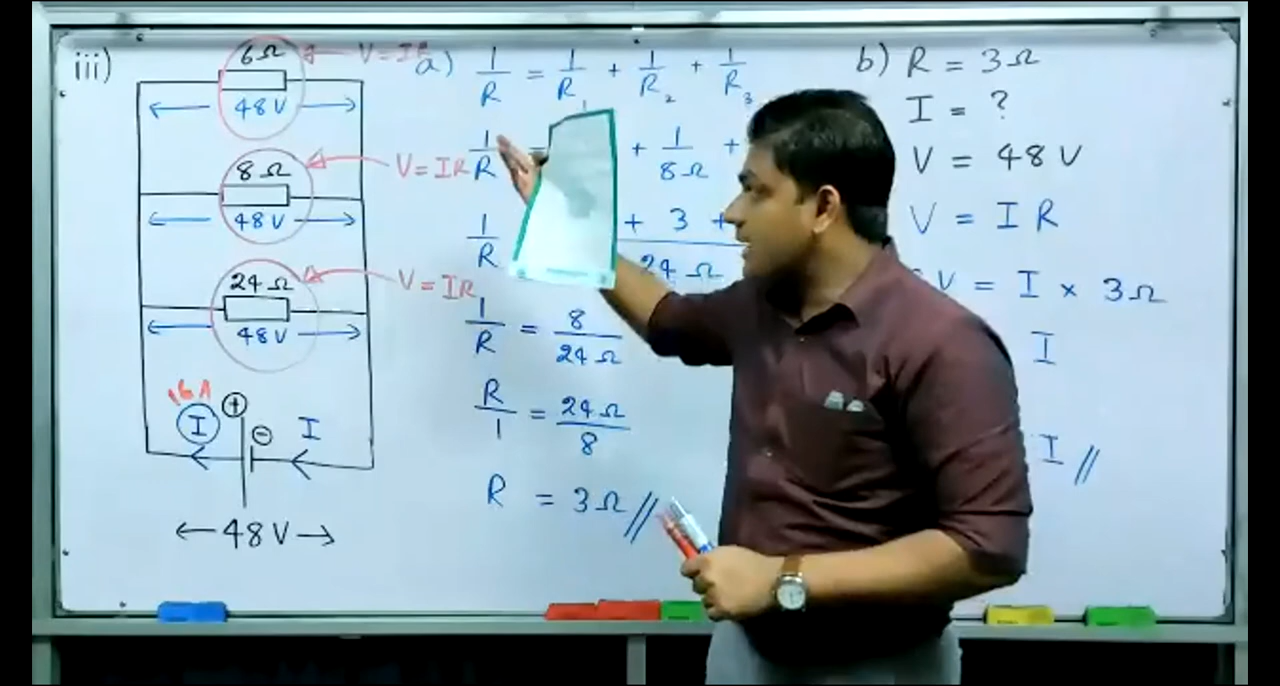 iii)
6Ω
V = IR
48V
8Ω
V = IR
48V
24Ω
V = IR
48V
16A
+
I
−
I
←48V→
a) 1/R = 1/R₁ + 1/R₂ + 1/R₃
1/R = + 1/8Ω +
1/R + 3 + / 24Ω
1/R = 8/24Ω
R/1 = 24Ω/8
R = 3Ω//
b) R = 3Ω
I = ?
V = 48V
V = IR
V = I × 3Ω
I
I//